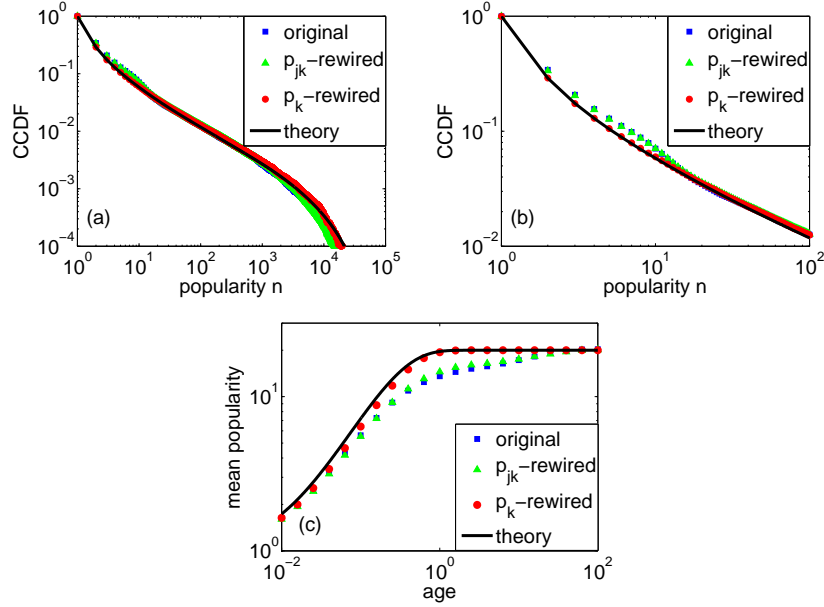 10^0
10^-1
10^-2
10^-3
10^-4
CCDF
(a)
original
p_jk-rewired
p_k-rewired
theory
10^0 10^1 10^2 10^3 10^4 10^5
popularity n
10^0
10^-1
10^-2
CCDF
(b)
original
p_jk-rewired
p_k-rewired
theory
10^0 10^1 10^2
popularity n
10^1
10^0
mean popularity
(c)
original
p_jk-rewired
p_k-rewired
theory
10^-2 10^0 10^2
age